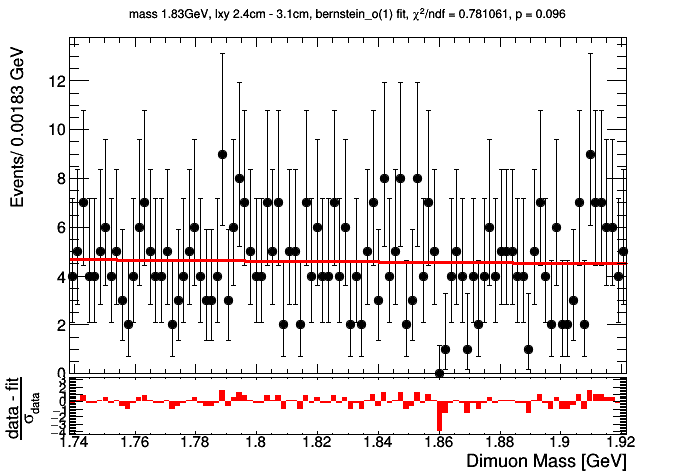 mass 1.83GeV, lxy 2.4cm - 3.1cm, bernstein_o(1) fit, χ²/ndf = 0.781061, p = 0.096
Events/ 0.00183 GeV
12
10
8
6
4
2
0
data - fit
σdata
1.74 1.76 1.78 1.8 1.82 1.84 1.86 1.88 1.9 1.92
Dimuon Mass [GeV]